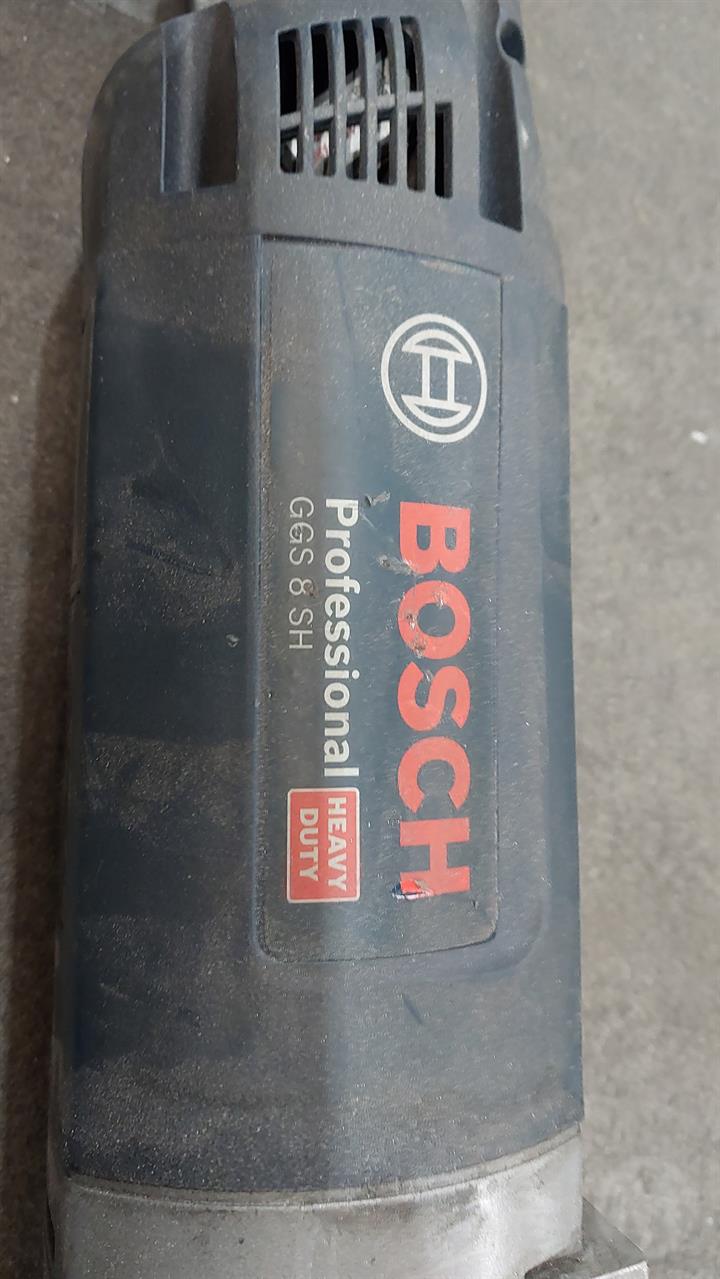 BOSCH
Professional
HEAVY
DUTY
GGS 8 SH